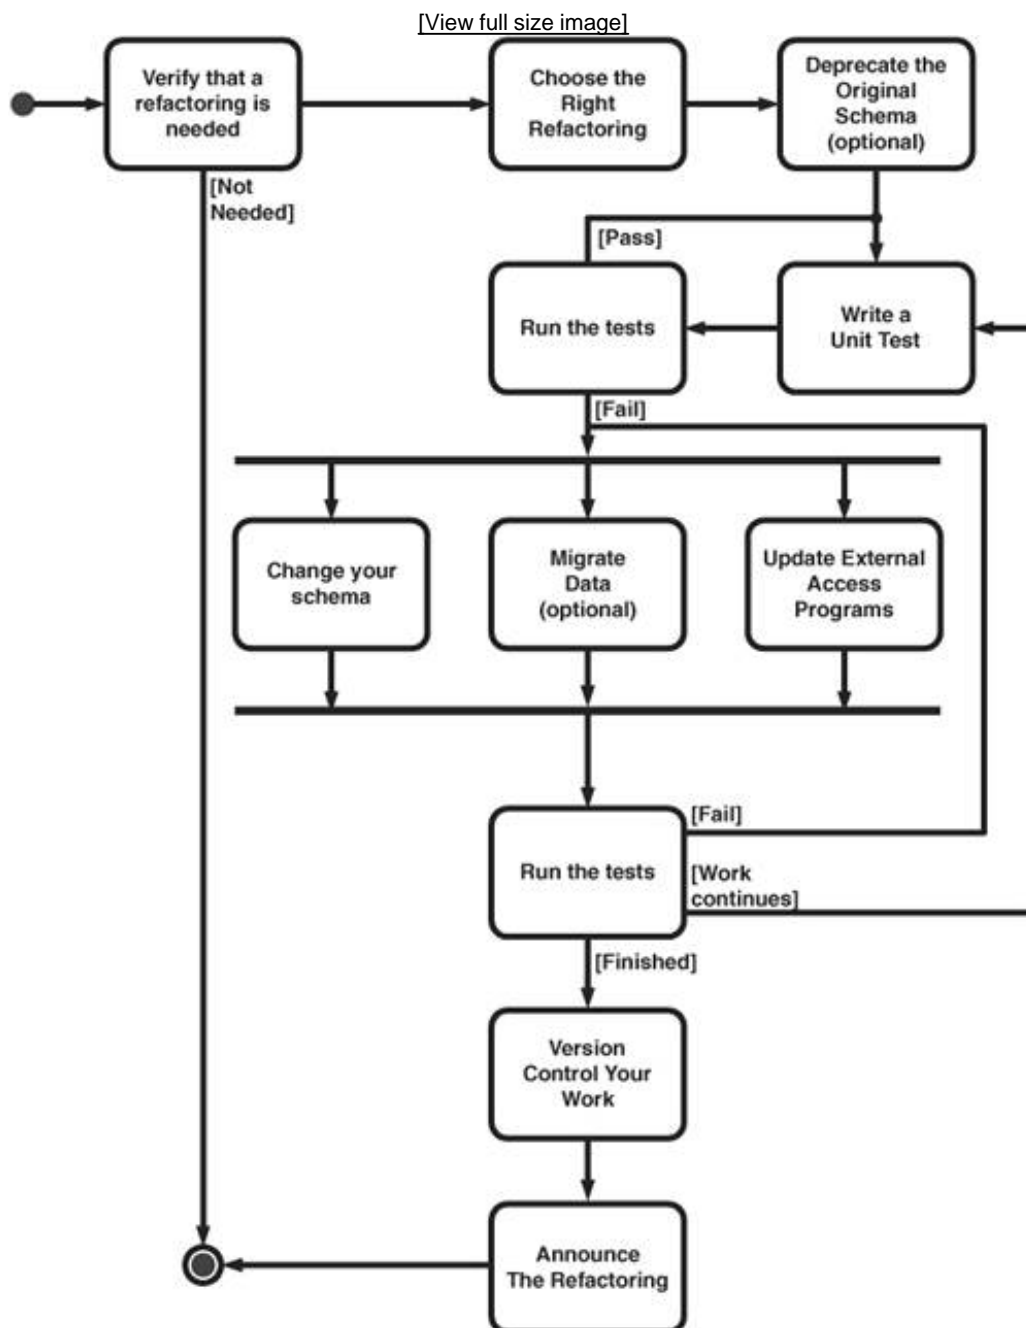 [View full size image]
Verify that a
refactoring is
needed
Choose the
Right
Refactoring
Deprecate the
Original
Schema
(optional)
[Not
Needed]
[Pass]
Run the tests
Write a
Unit Test
[Fail]
Change your
schema
Migrate
Data
(optional)
Update External
Access
Programs
[Fail]
Run the tests
[Work
continues]
[Finished]
Version
Control Your
Work
Announce
The Refactoring